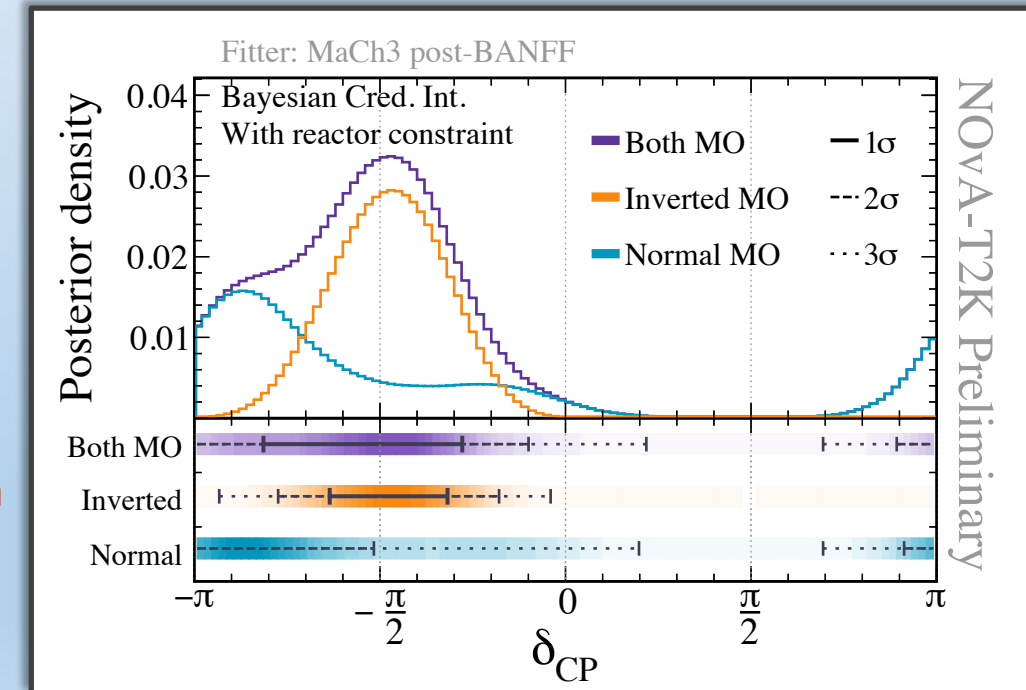 Fitter: MaCh3 post-BANFF
Bayesian Cred. Int.
With reactor constraint
Posterior density
0.04
0.03
0.02
0.01
Both MO
Inverted MO
Normal MO
1σ
2σ
3σ
NOvA-T2K Preliminary
Both MO
Inverted
Normal
−π
− π/2
0
π/2
π
δCP